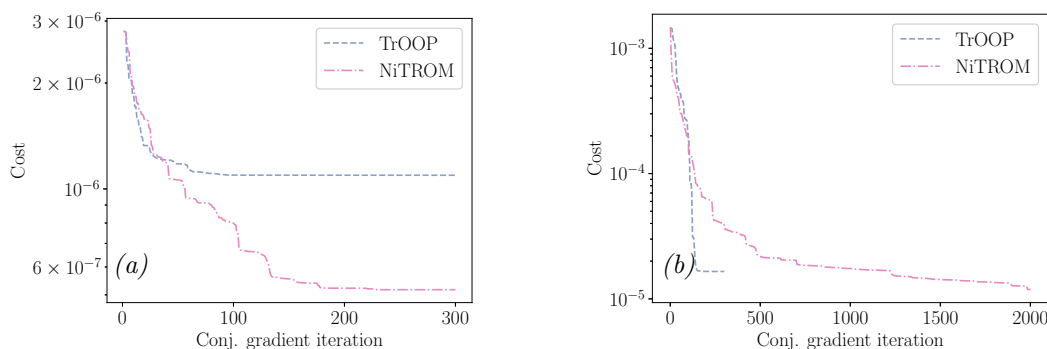 3 × 10⁻⁶
2 × 10⁻⁶
10⁻⁶
6 × 10⁻⁷
Cost
TrOOP
NiTROM
(a)
0 100 200 300
Conj. gradient iteration
10⁻³
10⁻⁴
10⁻⁵
Cost
TrOOP
NiTROM
(b)
0 500 1000 1500 2000
Conj. gradient iteration